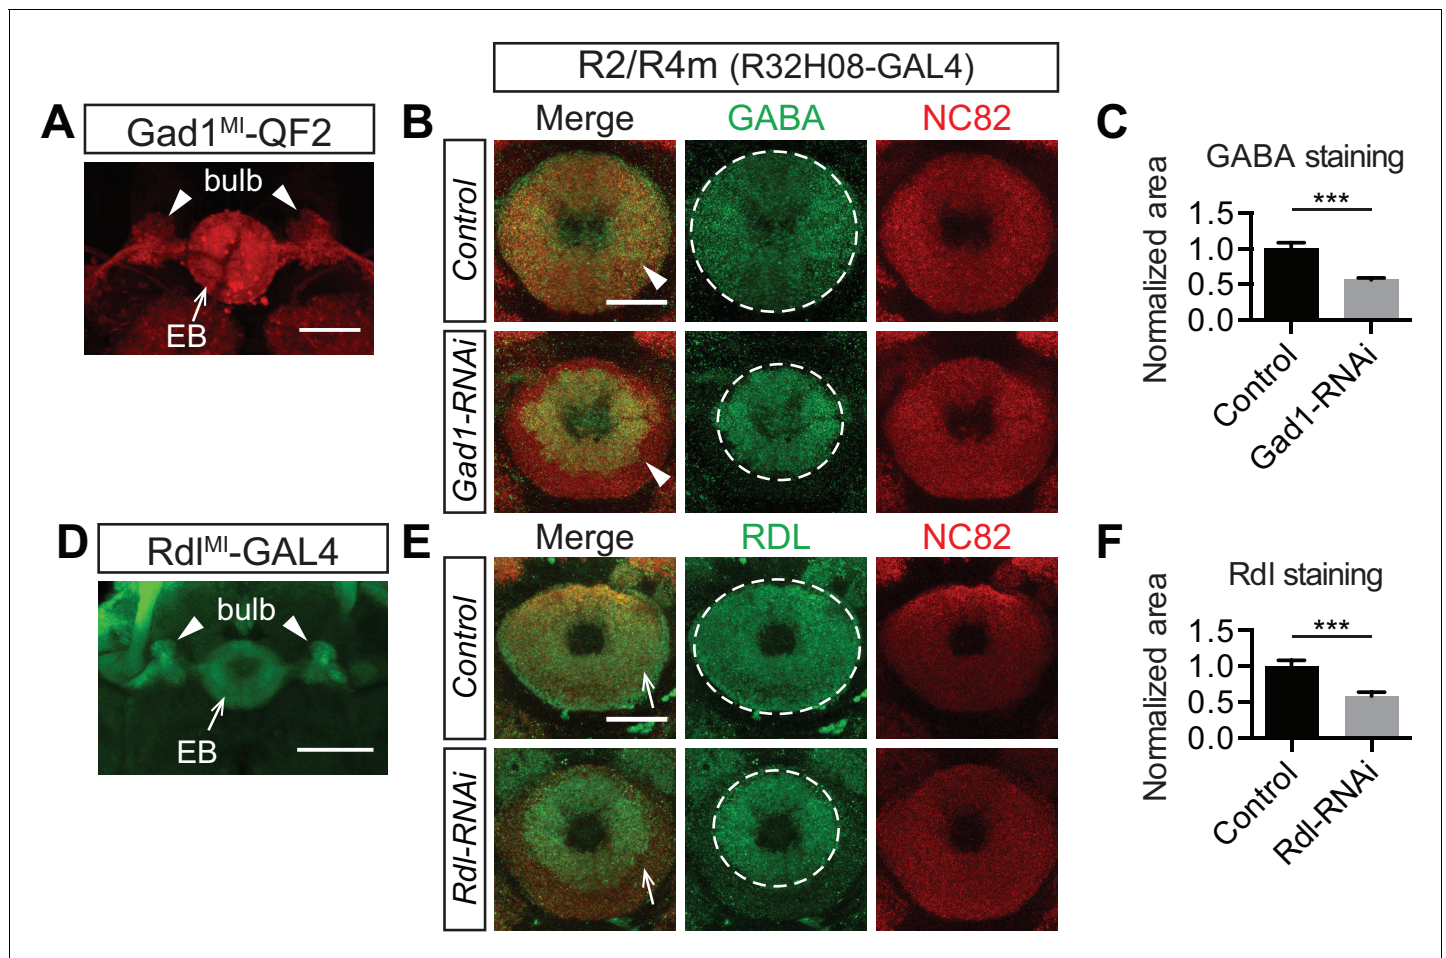 R2/R4m (R32H08-GAL4)
A
Gad1MI-QF2
bulb
EB
B
Merge
GABA
NC82
Control
Gad1-RNAi
C
GABA staining
Normalized area
***
1.5
1.0
0.5
0.0
Control
Gad1-RNAi
D
RdlMI-GAL4
bulb
EB
E
Merge
RDL
NC82
Control
Rdl-RNAi
F
Rdl staining
Normalized area
***
1.5
1.0
0.5
0.0
Control
Rdl-RNAi